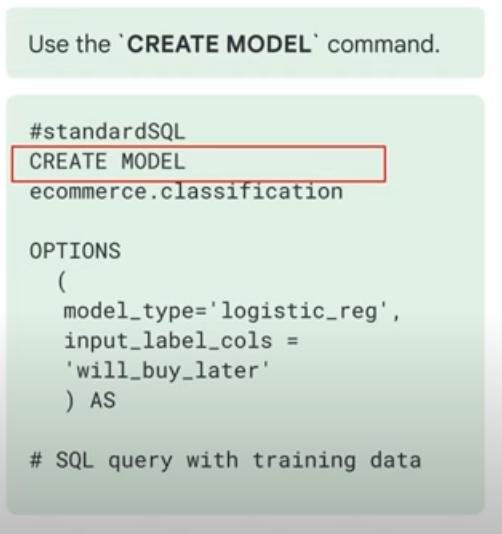 Use the `CREATE MODEL` command.
#standardSQL
CREATE MODEL
ecommerce.classification
OPTIONS
(
model_type='logistic_reg',
input_label_cols =
'will_buy_later'
) AS
# SQL query with training data